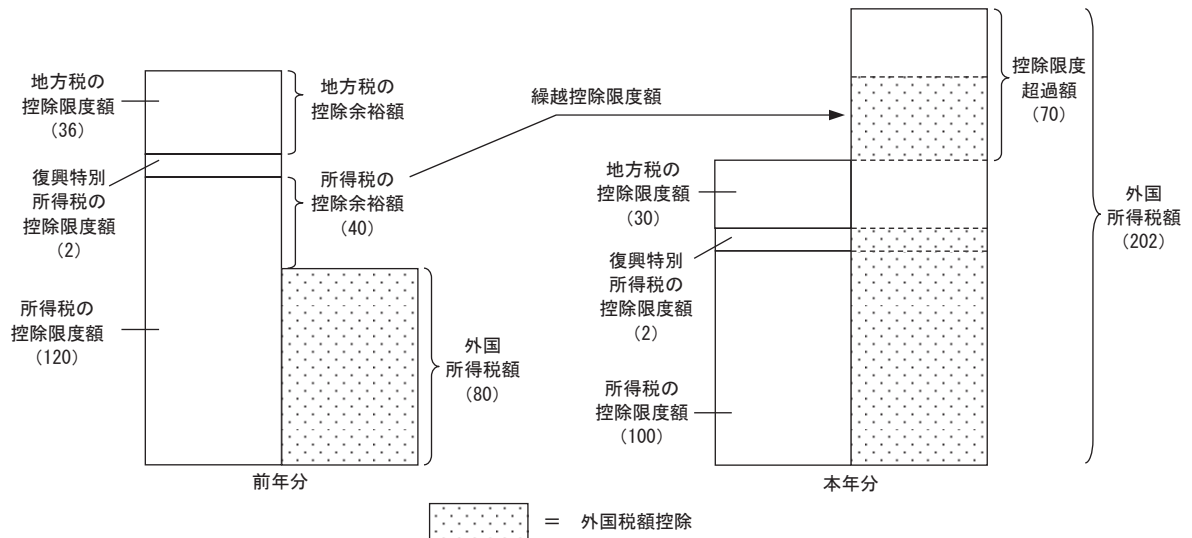 地方税の
控除限度額
（36）
復興特別
所得税の
控除限度額
（2）
所得税の
控除限度額
（120）
地方税の
控除余裕額
所得税の
控除余裕額
（40）
外国
所得税額
（80）
前年分
繰越控除限度額
地方税の
控除限度額
（30）
復興特別
所得税の
控除限度額
（2）
所得税の
控除限度額
（100）
控除限度
超過額
（70）
外国
所得税額
（202）
本年分
＝ 外国税額控除